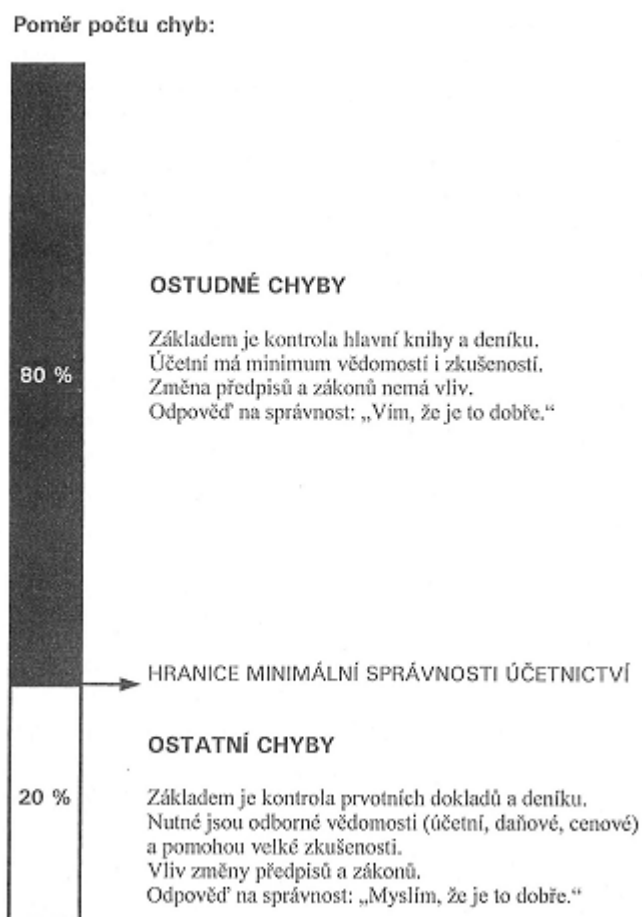 Poměr počtu chyb:
OSTUDNÉ CHYBY
Základem je kontrola hlavní knihy a deníku.
Účetní má minimum vědomostí i zkušeností.
80 %
Změna předpisů a zákonů nemá vliv.
Odpověď na správnost: „Vím, že je to dobře.“
HRANICE MINIMÁLNÍ SPRÁVNOSTI ÚČETNICTVÍ
OSTATNÍ CHYBY
20 %
Základem je kontrola prvotních dokladů a deníku.
Nutné jsou odborné vědomosti (účetní, daňové, cenové)
a pomohou velké zkušenosti.
Vliv změny předpisů a zákonů.
Odpověď na správnost: „Myslím, že je to dobře.“